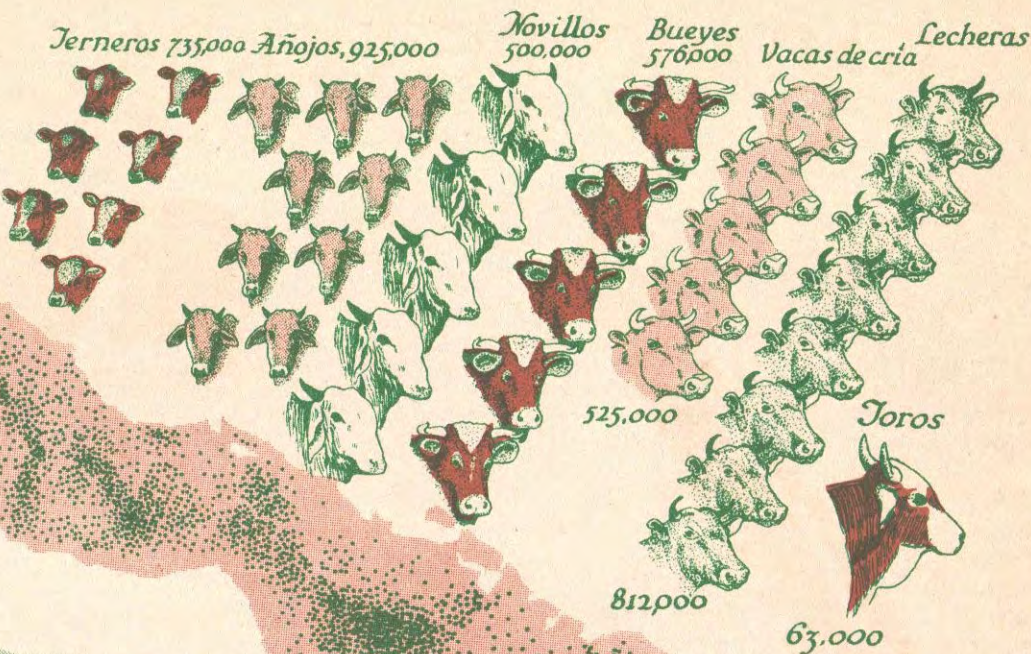 Terneros 735,000
Añojos, 925,000
Novillos
500,000
Bueyes
576,000
Vacas de cría
525,000
Lecheras
812,000
Toros
63,000